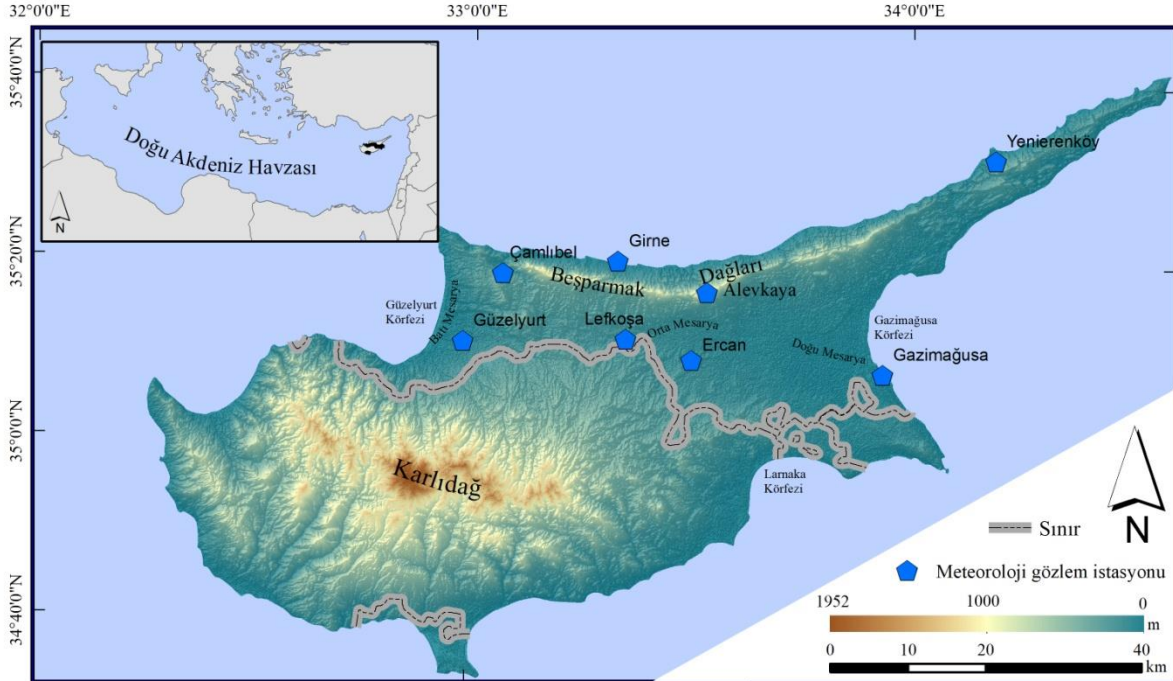 32°0'0"E
33°0'0"E
34°0'0"E
35°40'0"N
35°20'0"N
35°0'0"N
34°40'0"N
Doğu Akdeniz Havzası
N
Yenierenköy
Çamlıbel
Girne
Beşparmak
Dağları
Alevkaya
Güzelyurt
Körfezi
Batı Mesarya
Güzelyurt
Lefkoşa
Orta Mesarya
Ercan
Gazimağusa
Körfezi
Doğu Mesarya
Gazimağusa
Karlıdağ
Larnaka
Körfezi
N
Sınır
Meteoroloji gözlem istasyonu
1952 1000 0
m
0 10 20 40
km